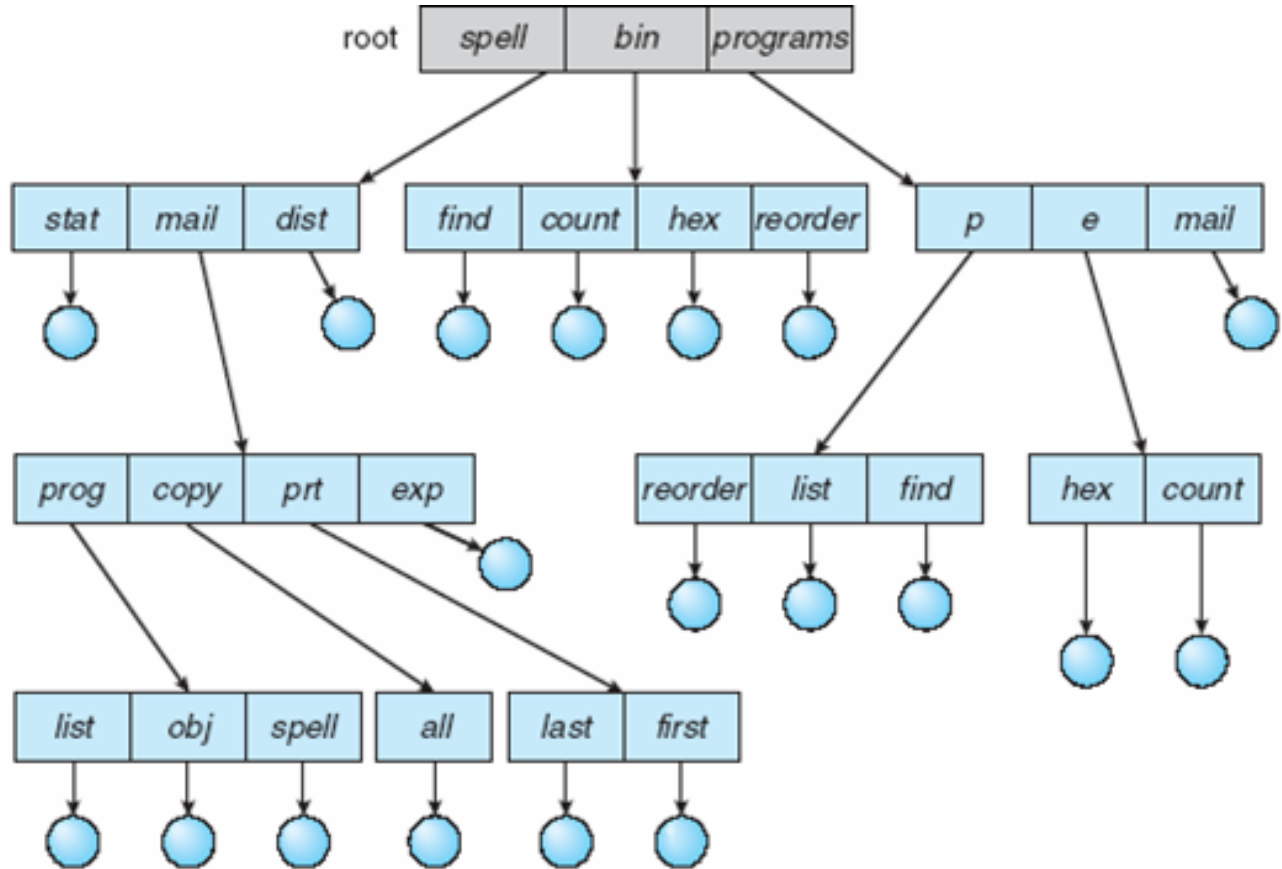 root spell bin programs
stat mail dist find count hex reorder p e mail
prog copy prt exp reorder list find hex count
list obj spell all last first